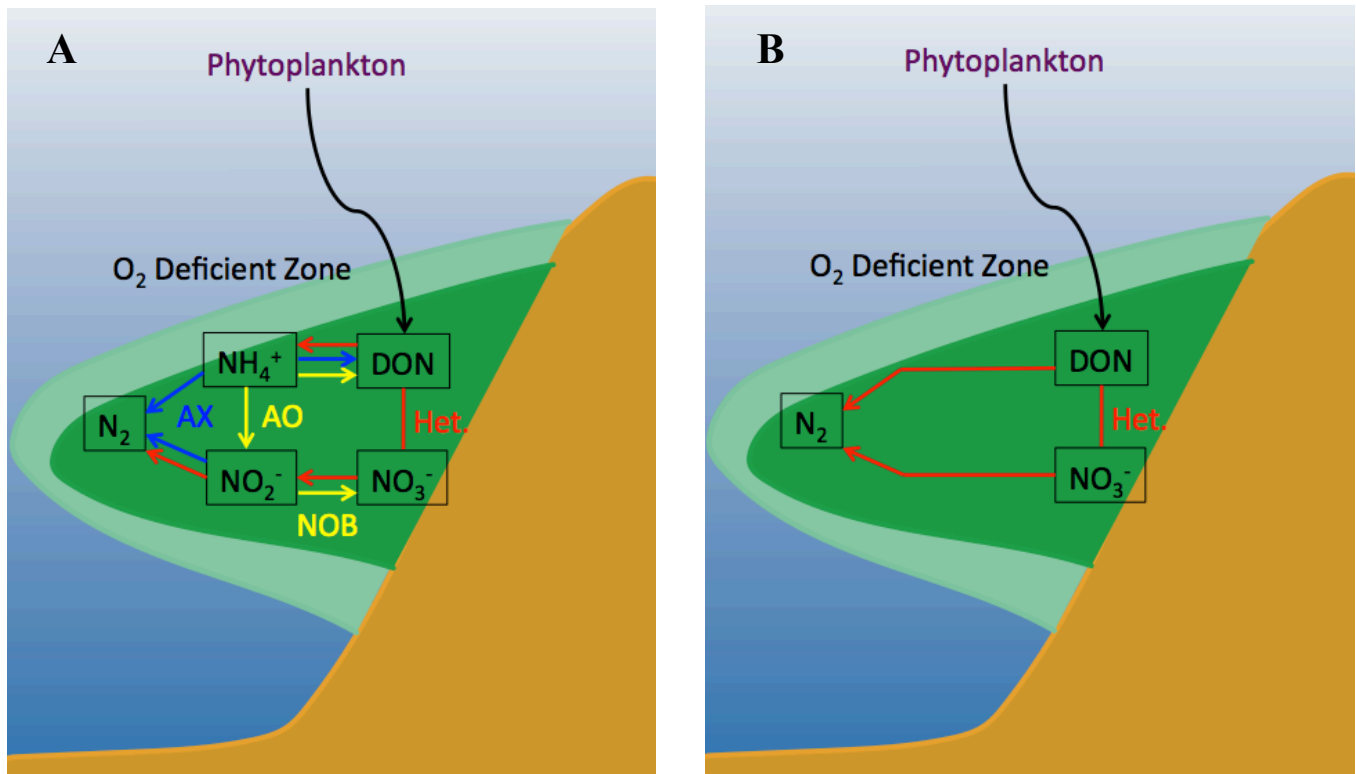 A
Phytoplankton
O₂ Deficient Zone
NH₄⁺
DON
N₂
AX
AO
Het.
NO₂⁻
NO₃⁻
NOB
B
Phytoplankton
O₂ Deficient Zone
DON
N₂
Het.
NO₃⁻